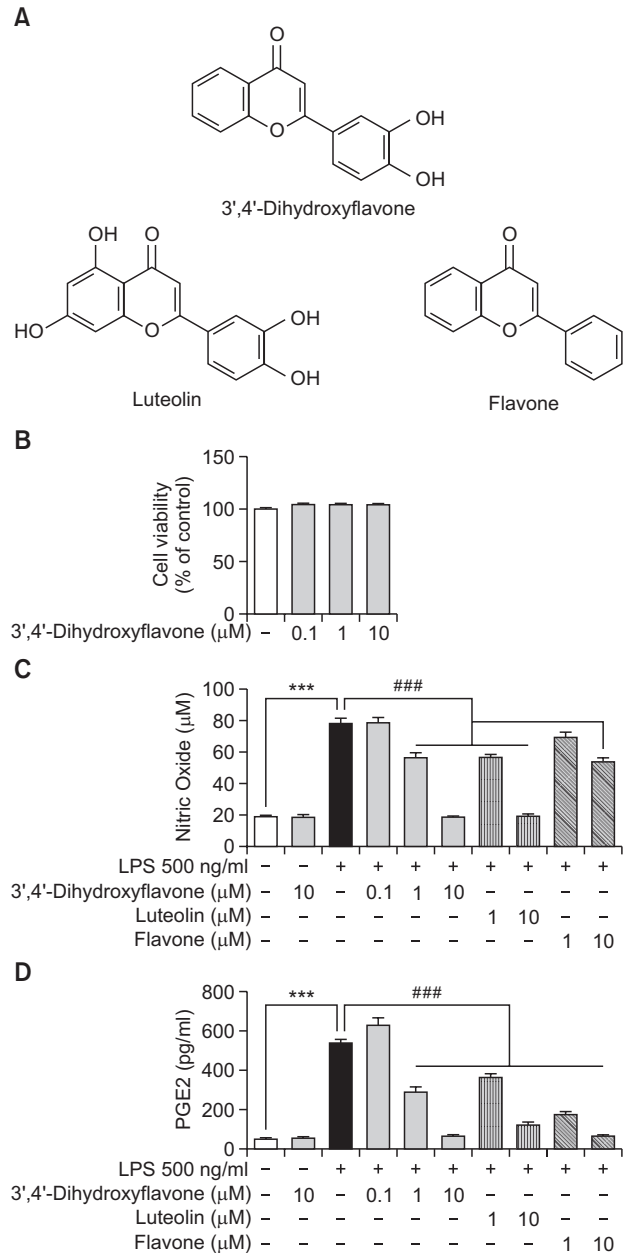 A
O
O
OH
OH
3',4'-Dihydroxyflavone
OH O
HO
O
OH
OH
Luteolin
O
O
Flavone
B
Cell viability
(% of control)
150
100
50
0
3',4'-Dihydroxyflavone (μM) – 0.1 1 10
C
Nitric Oxide (μM)
100
80
60
40
20
0
*** ###
LPS 500 ng/ml – – + + + + + + + +
3',4'-Dihydroxyflavone (μM) – 10 – 0.1 1 10 – – – –
Luteolin (μM) – – – – – – 1 10 – –
Flavone (μM) – – – – – – – – 1 10
D
PGE2 (pg/ml)
800
600
400
200
0
*** ###
LPS 500 ng/ml – – + + + + + + + +
3',4'-Dihydroxyflavone (μM) – 10 – 0.1 1 10 – – – –
Luteolin (μM) – – – – – – 1 10 – –
Flavone (μM) – – – – – – – – 1 10